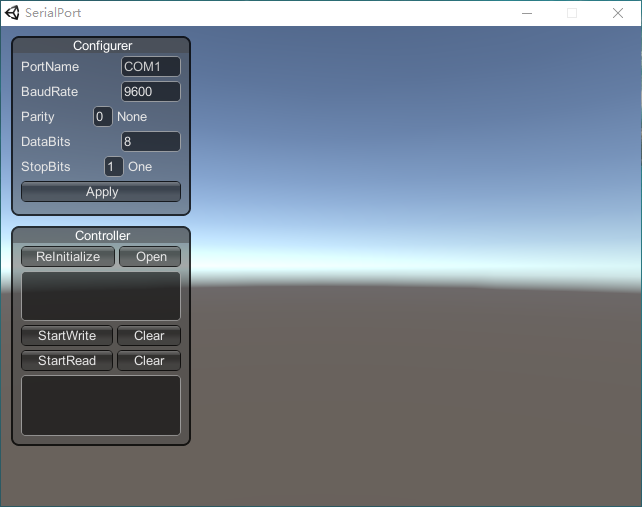 SerialPort
Configurer
PortName COM1
BaudRate 9600
Parity 0 None
DataBits 8
StopBits 1 One
Apply
Controller
ReInitialize Open
StartWrite Clear
StartRead Clear